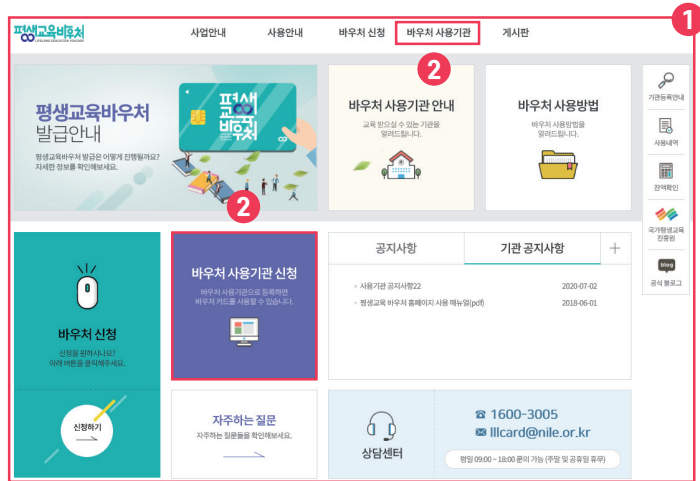 1
평생교육바우처
LIFELONG EDUCATION VOUCHER
사업안내
사용안내
바우처 신청
바우처 사용기관
게시판
2
평생교육바우처
발급안내
평생교육바우처 발급은 어떻게 진행될까요?
자세한 정보를 확인해보세요.
평생
바우처
바우처 사용기관 안내
교육 받으실 수 있는 기관을
알려드립니다.
바우처 사용방법
바우처 사용방법을
알려드립니다.
기관등록안내
사용내역
잔액확인
국가평생교육
진흥원
blog
공식 블로그
바우처 신청
신청을 원하시나요?
아래 버튼을 클릭해주세요.
신청하기
2
바우처 사용기관 신청
바우처 사용기관으로 등록하면
바우처 카드를 사용할 수 있습니다.
자주하는 질문
자주하는 질문들을 확인해보세요.
공지사항
기관 공지사항
사용기관 공지사항22
2020-07-02
평생교육 바우처 홈페이지 사용 매뉴얼(pdf)
2018-06-01
상담센터
1600-3005
lllcard@nile.or.kr
평일 09:00 ~ 18:00 문의 가능 (주말 및 공휴일 휴무)